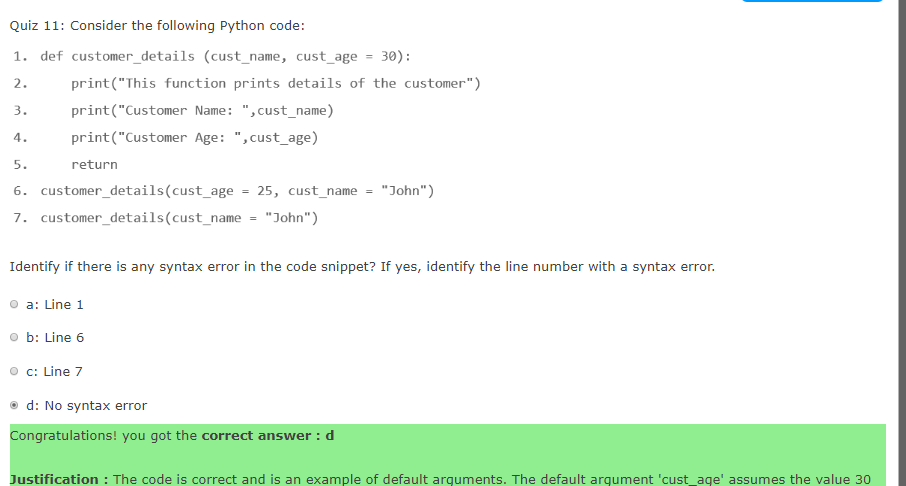 Quiz 11: Consider the following Python code:
1. def customer_details (cust_name, cust_age = 30):
2. print("This function prints details of the customer")
3. print("Customer Name: ",cust_name)
4. print("Customer Age: ",cust_age)
5. return
6. customer_details(cust_age = 25, cust_name = "John")
7. customer_details(cust_name = "John")
Identify if there is any syntax error in the code snippet? If yes, identify the line number with a syntax error.
a: Line 1
b: Line 6
c: Line 7
d: No syntax error
Congratulations! you got the correct answer : d
Justification : The code is correct and is an example of default arguments. The default argument 'cust_age' assumes the value 30